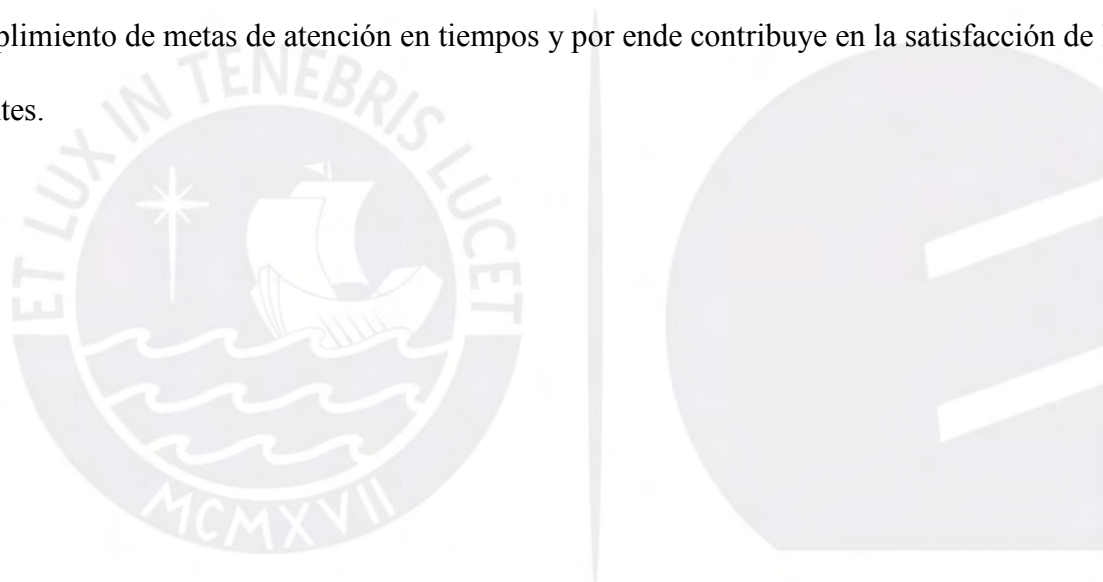 plimiento de metas de atención en tiempos y por ende contribuye en la satisfacción de
tes.
ET LUX IN TENEBRIS LUCET
MCMXVII